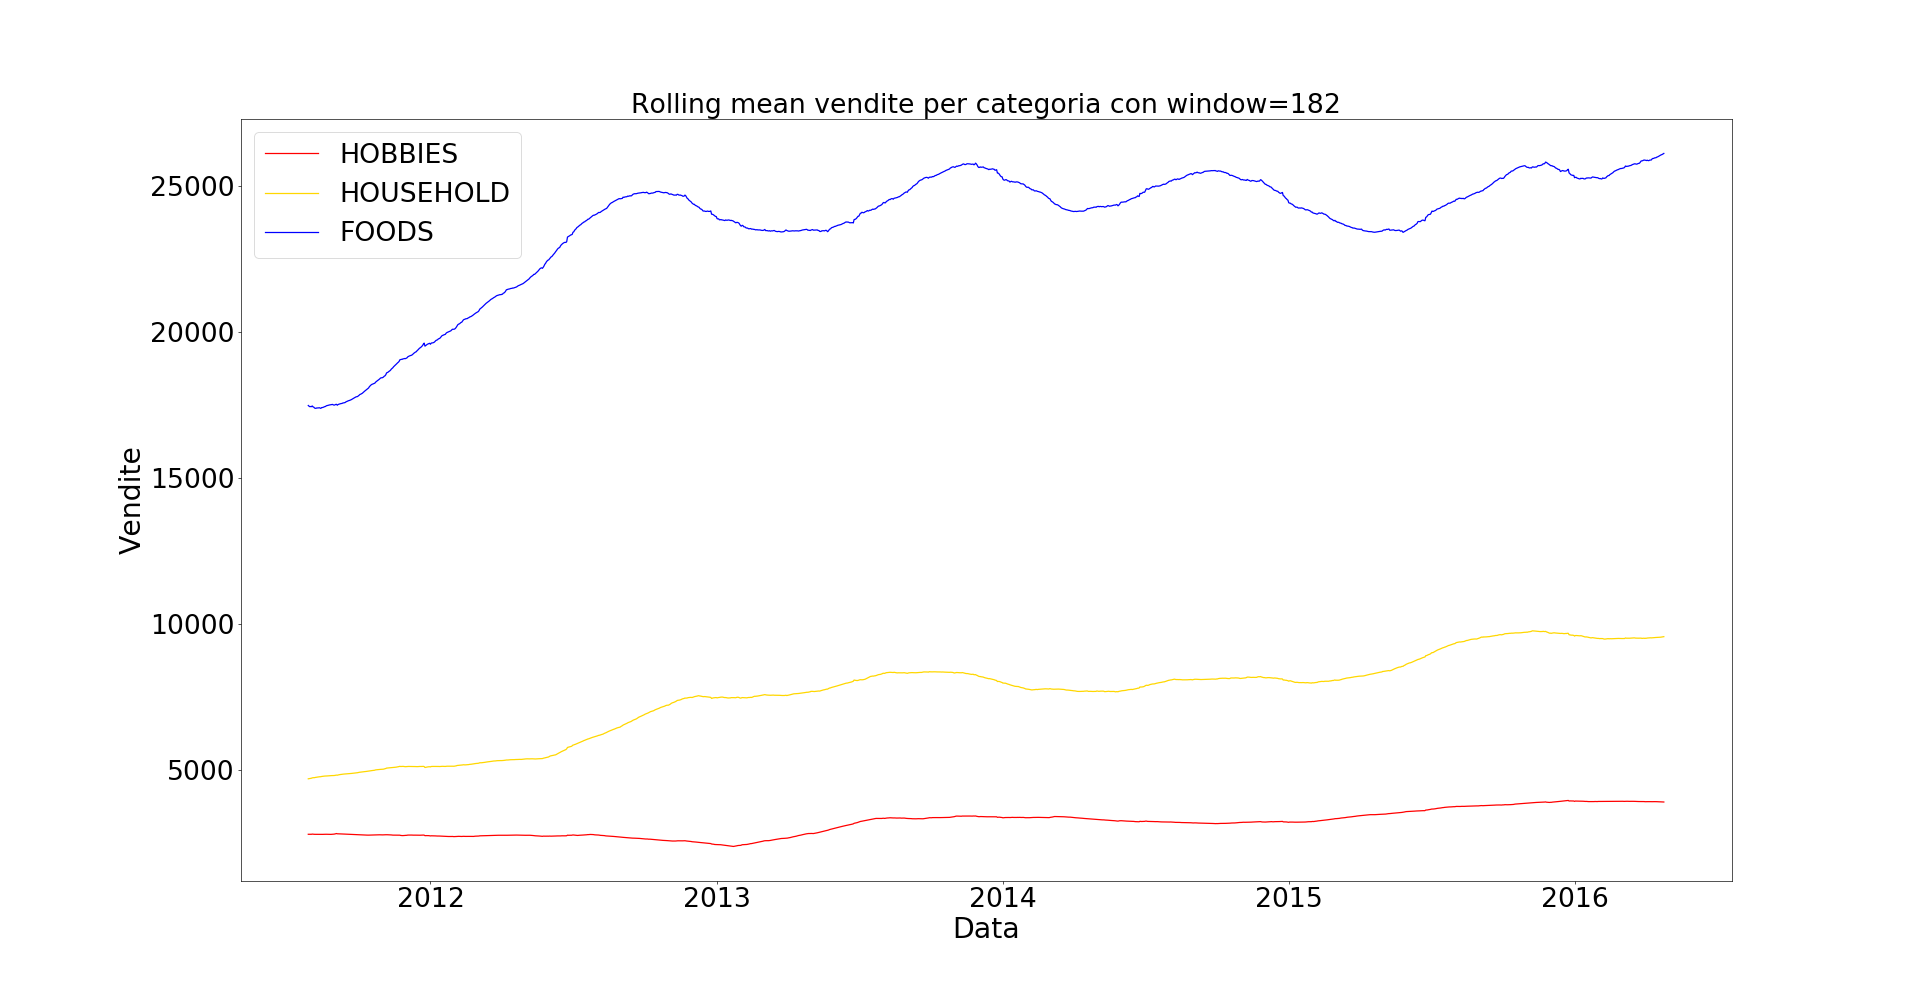 Rolling mean vendite per categoria con window=182
HOBBIES
HOUSEHOLD
FOODS
25000
20000
15000
10000
5000
Vendite
2012
2013
2014
2015
2016
Data